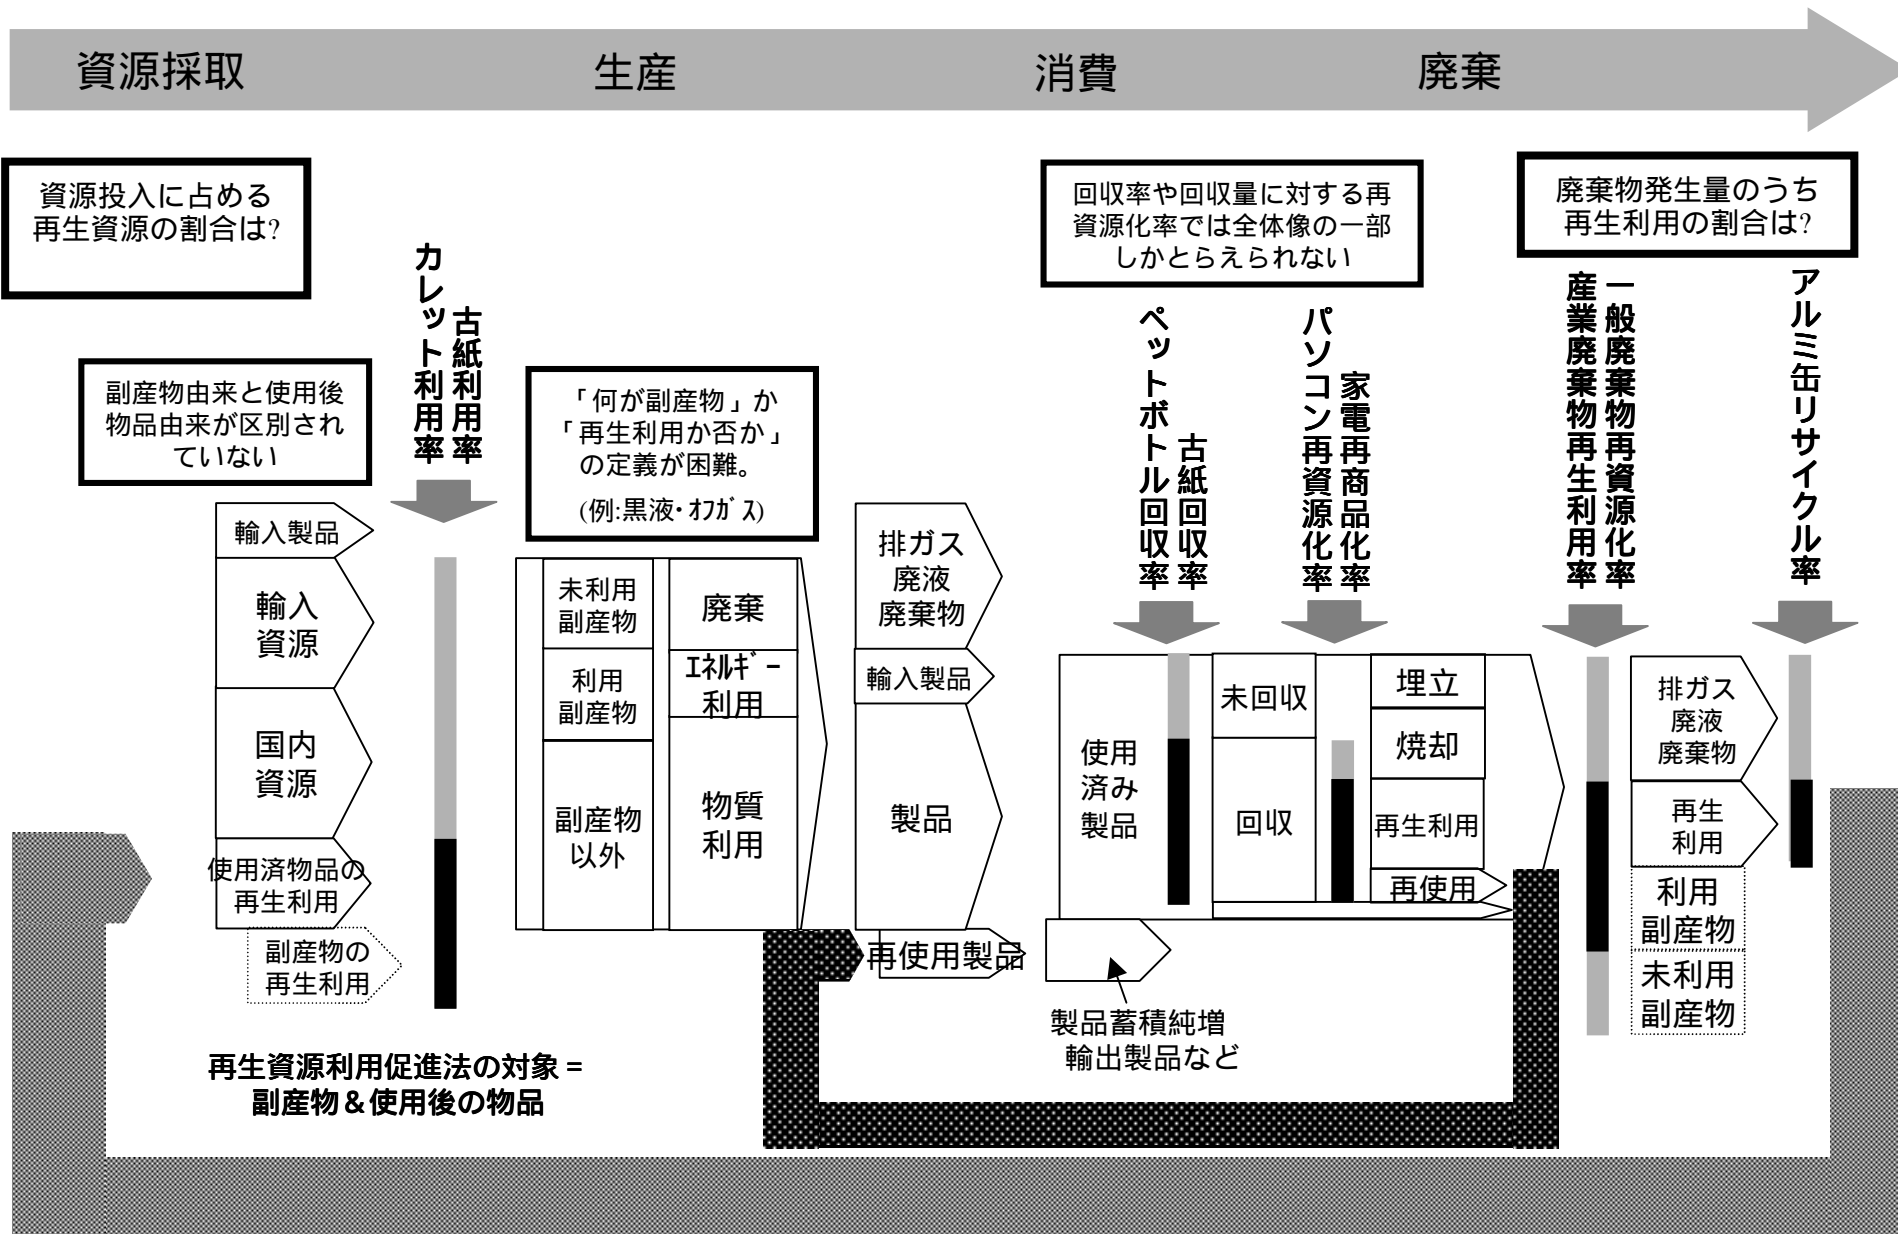 資源採取
生産
消費
廃棄
資源投入に占める
再生資源の割合は?
回収率や回収量に対する再
資源化率では全体像の一部
しかとらえられない
廃棄物発生量のうち
再生利用の割合は?
カレット利用率
古紙利用率
ペットボトル回収率
古紙回収率
パソコン再資源化率
家電再商品化率
産業廃棄物再生利用率
一般廃棄物再資源化率
アルミ缶リサイクル率
副産物由来と使用後
物品由来が区別され
ていない
「何が副産物」か
「再生利用か否か」
の定義が困難。
(例:黒液・ｵﾌｶﾞｽ)
輸入製品
輸入
資源
国内
資源
使用済物品の
再生利用
副産物の
再生利用
未利用
副産物
利用
副産物
副産物
以外
廃棄
ｴﾈﾙｷﾞｰ
利用
物質
利用
排ガス
廃液
廃棄物
輸入製品
製品
再使用製品
使用
済み
製品
未回収
回収
埋立
焼却
再生利用
再使用
排ガス
廃液
廃棄物
再生
利用
利用
副産物
未利用
副産物
製品蓄積純増
輸出製品など
再生資源利用促進法の対象 =
副産物＆使用後の物品